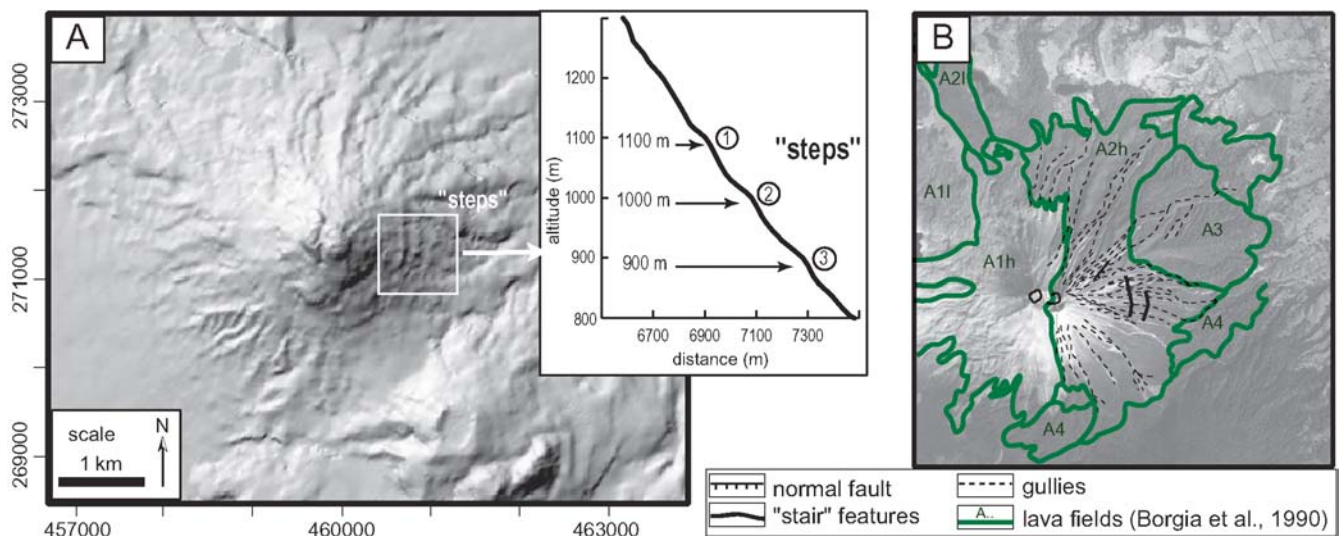 A
273000
271000
269000
457000
460000
463000
"steps"
scale
1 km
N
1200
1100
1000
900
800
altitude (m)
6700
6900
7100
7300
distance (m)
1100 m
1000 m
900 m
1
2
3
"steps"
B
A2l
A2h
A1l
A3
A1h
A4
A4
normal fault
"stair" features
gullies
A..
lava fields (Borgia et al., 1990)